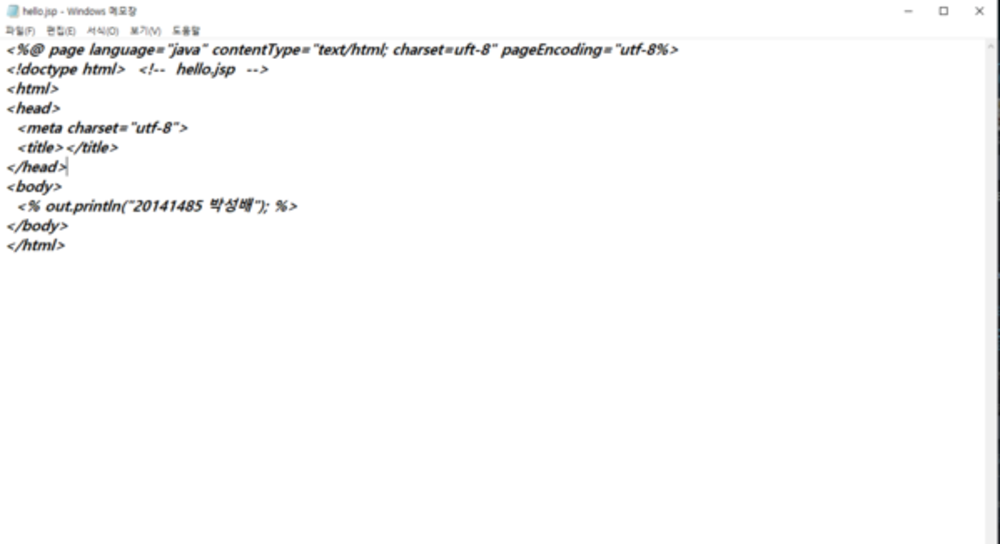 hello.jsp - Windows 메모장
파일(F) 편집(E) 서식(O) 보기(V) 도움말
<%@ page language="java" contentType="text/html; charset=uft-8" pageEncoding="utf-8%>
<!doctype html> <!-- hello.jsp -->
<html>
<head>
<meta charset="utf-8">
<title></title>
</head>
<body>
<% out.println("20141485 박성배"); %>
</body>
</html>